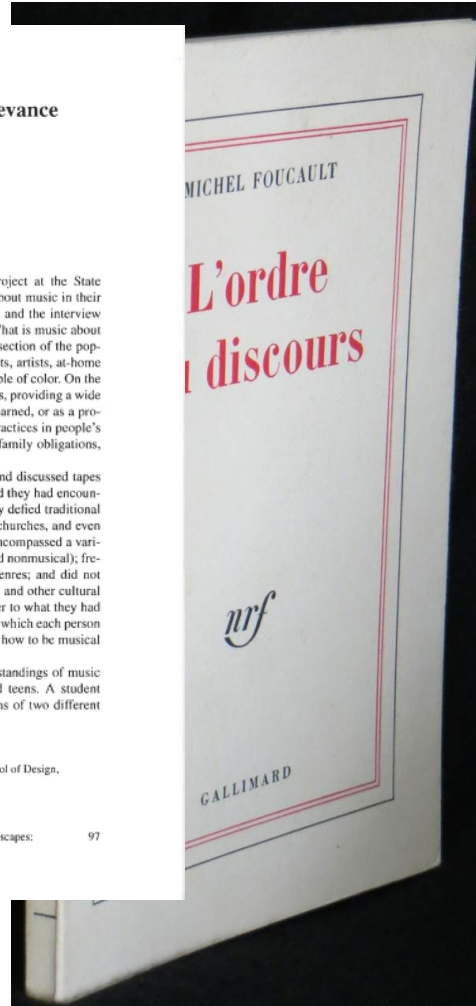 evance
roject at the State
bout music in their
and the interview
hat is music about
section of the pop-
ts, artists, at-home
ple of color. On the
s, providing a wide
arned, or as a pro-
actices in people's
family obligations,
nd discussed tapes
d they had encoun-
y defied traditional
churches, and even
ncompassed a vari-
d nonmusical); fre-
enres; and did not
and other cultural
er to what they had
which each person
how to be musical
standings of music
d teens. A student
ns of two different
ol of Design,
scapes: 97
MICHEL FOUCAULT
L'ordre
discours
nrf
GALLIMARD